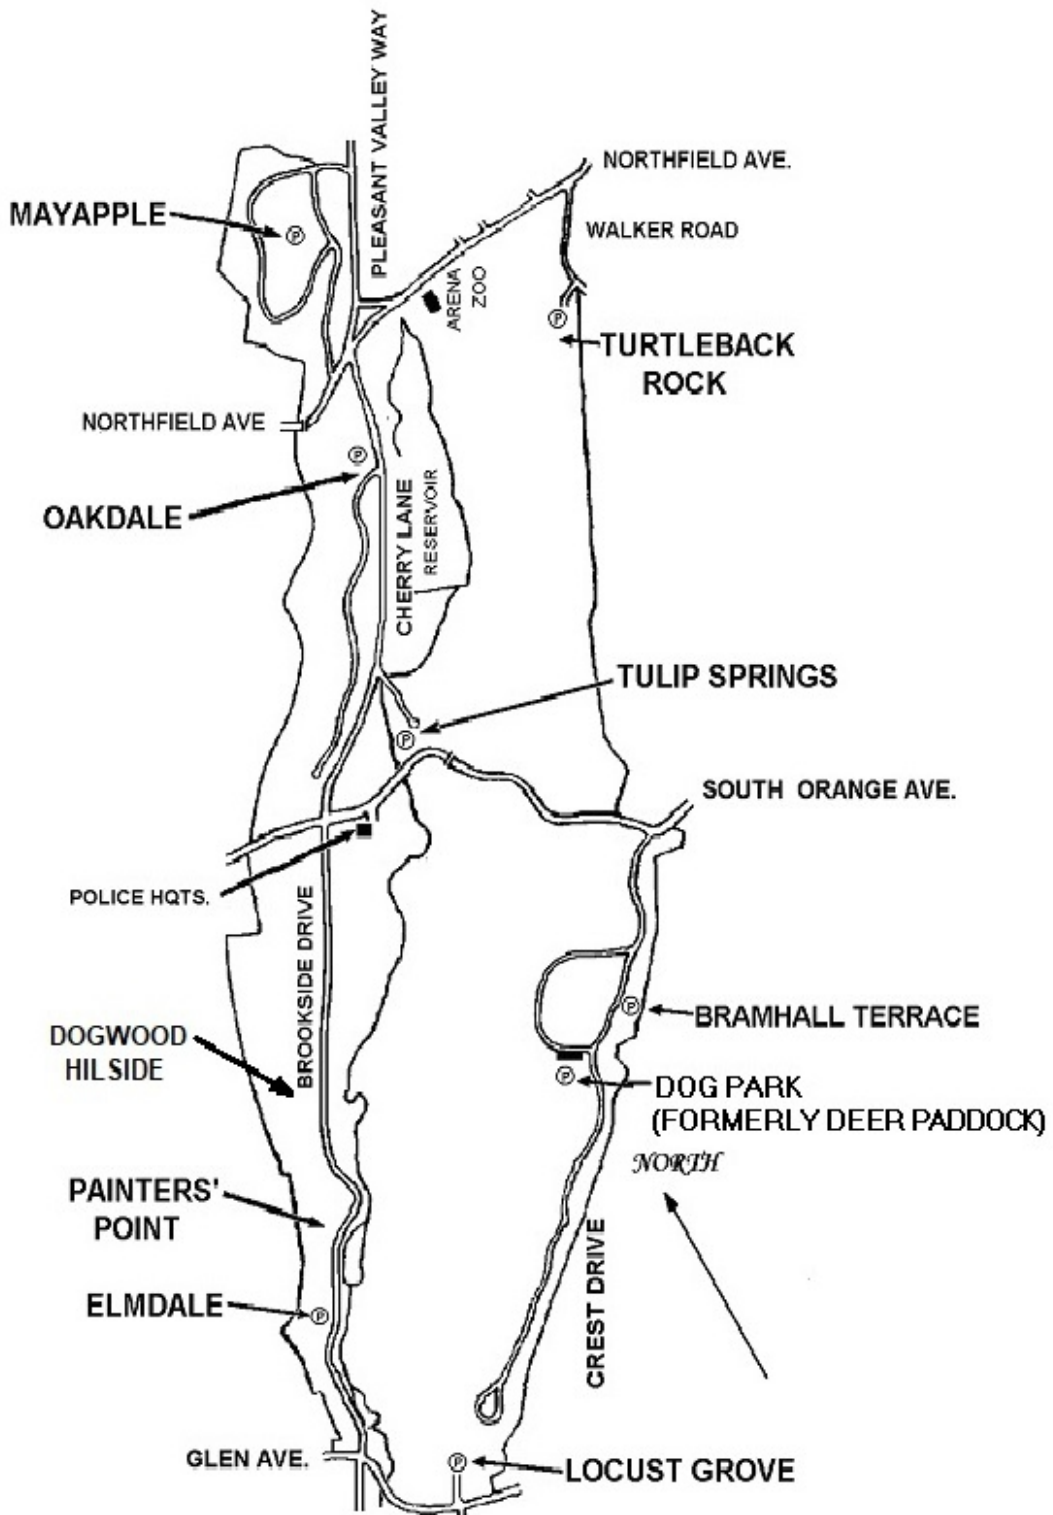 PLEASANT VALLEY WAY
NORTHFIELD AVE.
MAYAPPLE
P
WALKER ROAD
ARENA
ZOO
P
TURTLEBACK
ROCK
NORTHFIELD AVE
P
OAKDALE
CHERRY LANE
RESERVOIR
TULIP SPRINGS
P
SOUTH ORANGE AVE.
POLICE HQTS.
BROOKSIDE DRIVE
P
BRAMHALL TERRACE
DOGWOOD
HILSIDE
P
DOG PARK
(FORMERLY DEER PADDOCK)
NORTH
PAINTERS'
POINT
CREST DRIVE
ELMDALE
P
GLEN AVE.
P
LOCUST GROVE